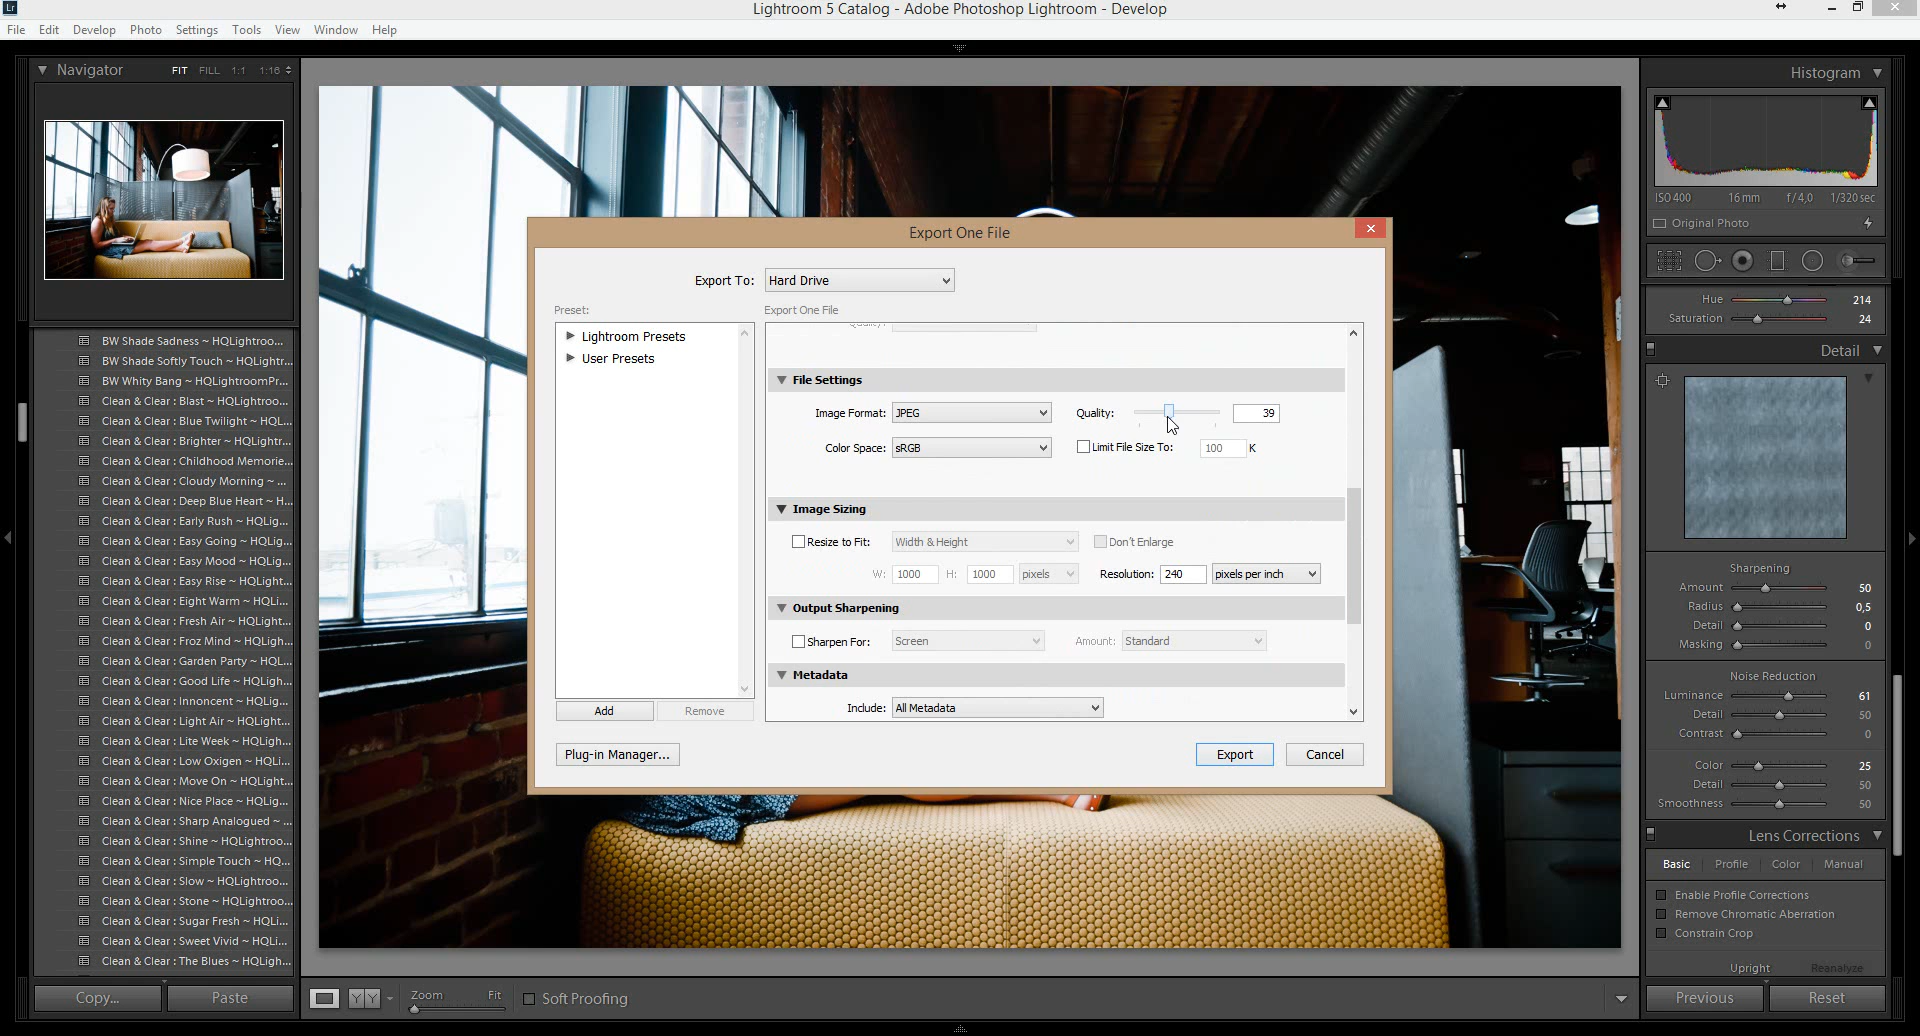 Lr
Lightroom 5 Catalog - Adobe Photoshop Lightroom - Develop
File Edit Develop Photo Settings Tools View Window Help
Navigator FIT FILL 1:1 1:16
BW Shade Sadness ~ HQLightroo...
BW Shade Softly Touch ~ HQLightr...
BW Whity Bang ~ HQLightroomPr...
Clean & Clear : Blast ~ HQLightroo...
Clean & Clear : Blue Twilight ~ HQL...
Clean & Clear : Brighter ~ HQLightr...
Clean & Clear : Childhood Memorie...
Clean & Clear : Cloudy Morning ~ ...
Clean & Clear : Deep Blue Heart ~ H...
Clean & Clear : Early Rush ~ HQLig...
Clean & Clear : Easy Going ~ HQLig...
Clean & Clear : Easy Mood ~ HQLig...
Clean & Clear : Easy Rise ~ HQLight...
Clean & Clear : Eight Warm ~ HQLi...
Clean & Clear : Fresh Air ~ HQLight...
Clean & Clear : Froz Mind ~ HQLigh...
Clean & Clear : Garden Party ~ HQL...
Clean & Clear : Good Life ~ HQLigh...
Clean & Clear : Innoncent ~ HQLig...
Clean & Clear : Light Air ~ HQLight...
Clean & Clear : Lite Week ~ HQLigh...
Clean & Clear : Low Oxigen ~ HQLi...
Clean & Clear : Move On ~ HQLight...
Clean & Clear : Nice Place ~ HQLig...
Clean & Clear : Sharp Analogued ~ ...
Clean & Clear : Shine ~ HQLightroo...
Clean & Clear : Simple Touch ~ HQ...
Clean & Clear : Slow ~ HQLightroo...
Clean & Clear : Stone ~ HQLightroo...
Clean & Clear : Sugar Fresh ~ HQLi...
Clean & Clear : Sweet Vivid ~ HQLi...
Clean & Clear : The Blues ~ HQLigh...
Copy... Paste
Export One File
Export To: Hard Drive
Preset: Export One File
Lightroom Presets
User Presets
Add Remove
File Settings
Image Format: JPEG Quality: 39
Color Space: sRGB Limit File Size To: 100 K
Image Sizing
Resize to Fit: Width & Height Don't Enlarge
W: 1000 H: 1000 pixels Resolution: 240 pixels per inch
Output Sharpening
Sharpen For: Screen Amount: Standard
Metadata
Include: All Metadata
Plug-in Manager... Export Cancel
YY Zoom Fit Soft Proofing
Histogram
ISO 400 16 mm f/4,0 1/320 sec
Original Photo
Hue 214
Saturation 24
Detail
Sharpening
Amount 50
Radius 0,5
Detail 0
Masking 0
Noise Reduction
Luminance 61
Detail 50
Contrast 0
Color 25
Detail 50
Smoothness 50
Lens Corrections
Basic Profile Color Manual
Enable Profile Corrections
Remove Chromatic Aberration
Constrain Crop
Upright Reanalyze
Previous Reset